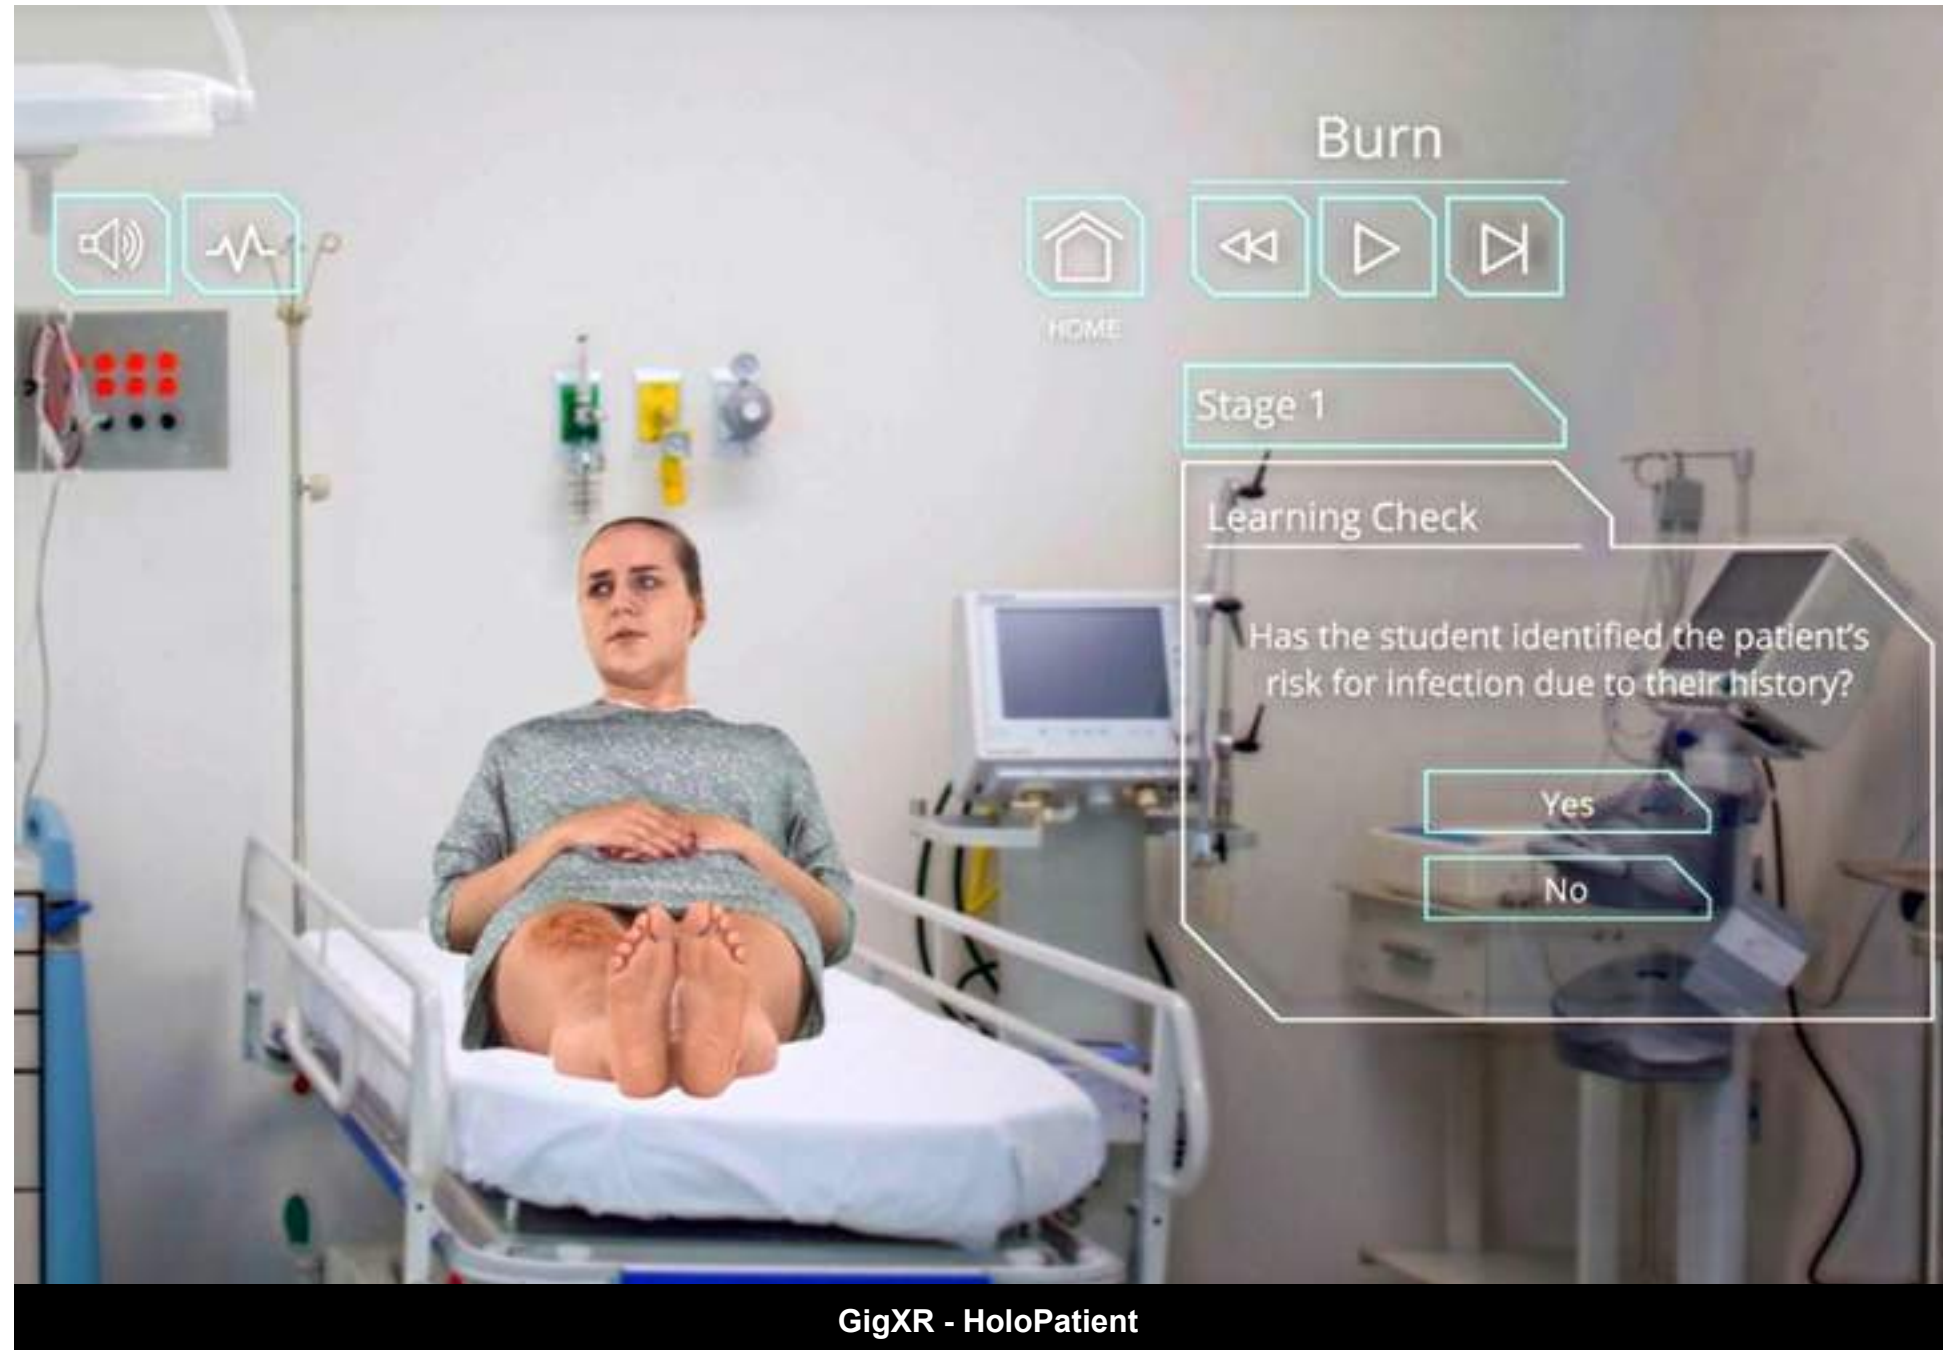 Burn
HOME
Stage 1
Learning Check
Has the student identified the patient's
risk for infection due to their history?
Yes
No
GigXR - HoloPatient